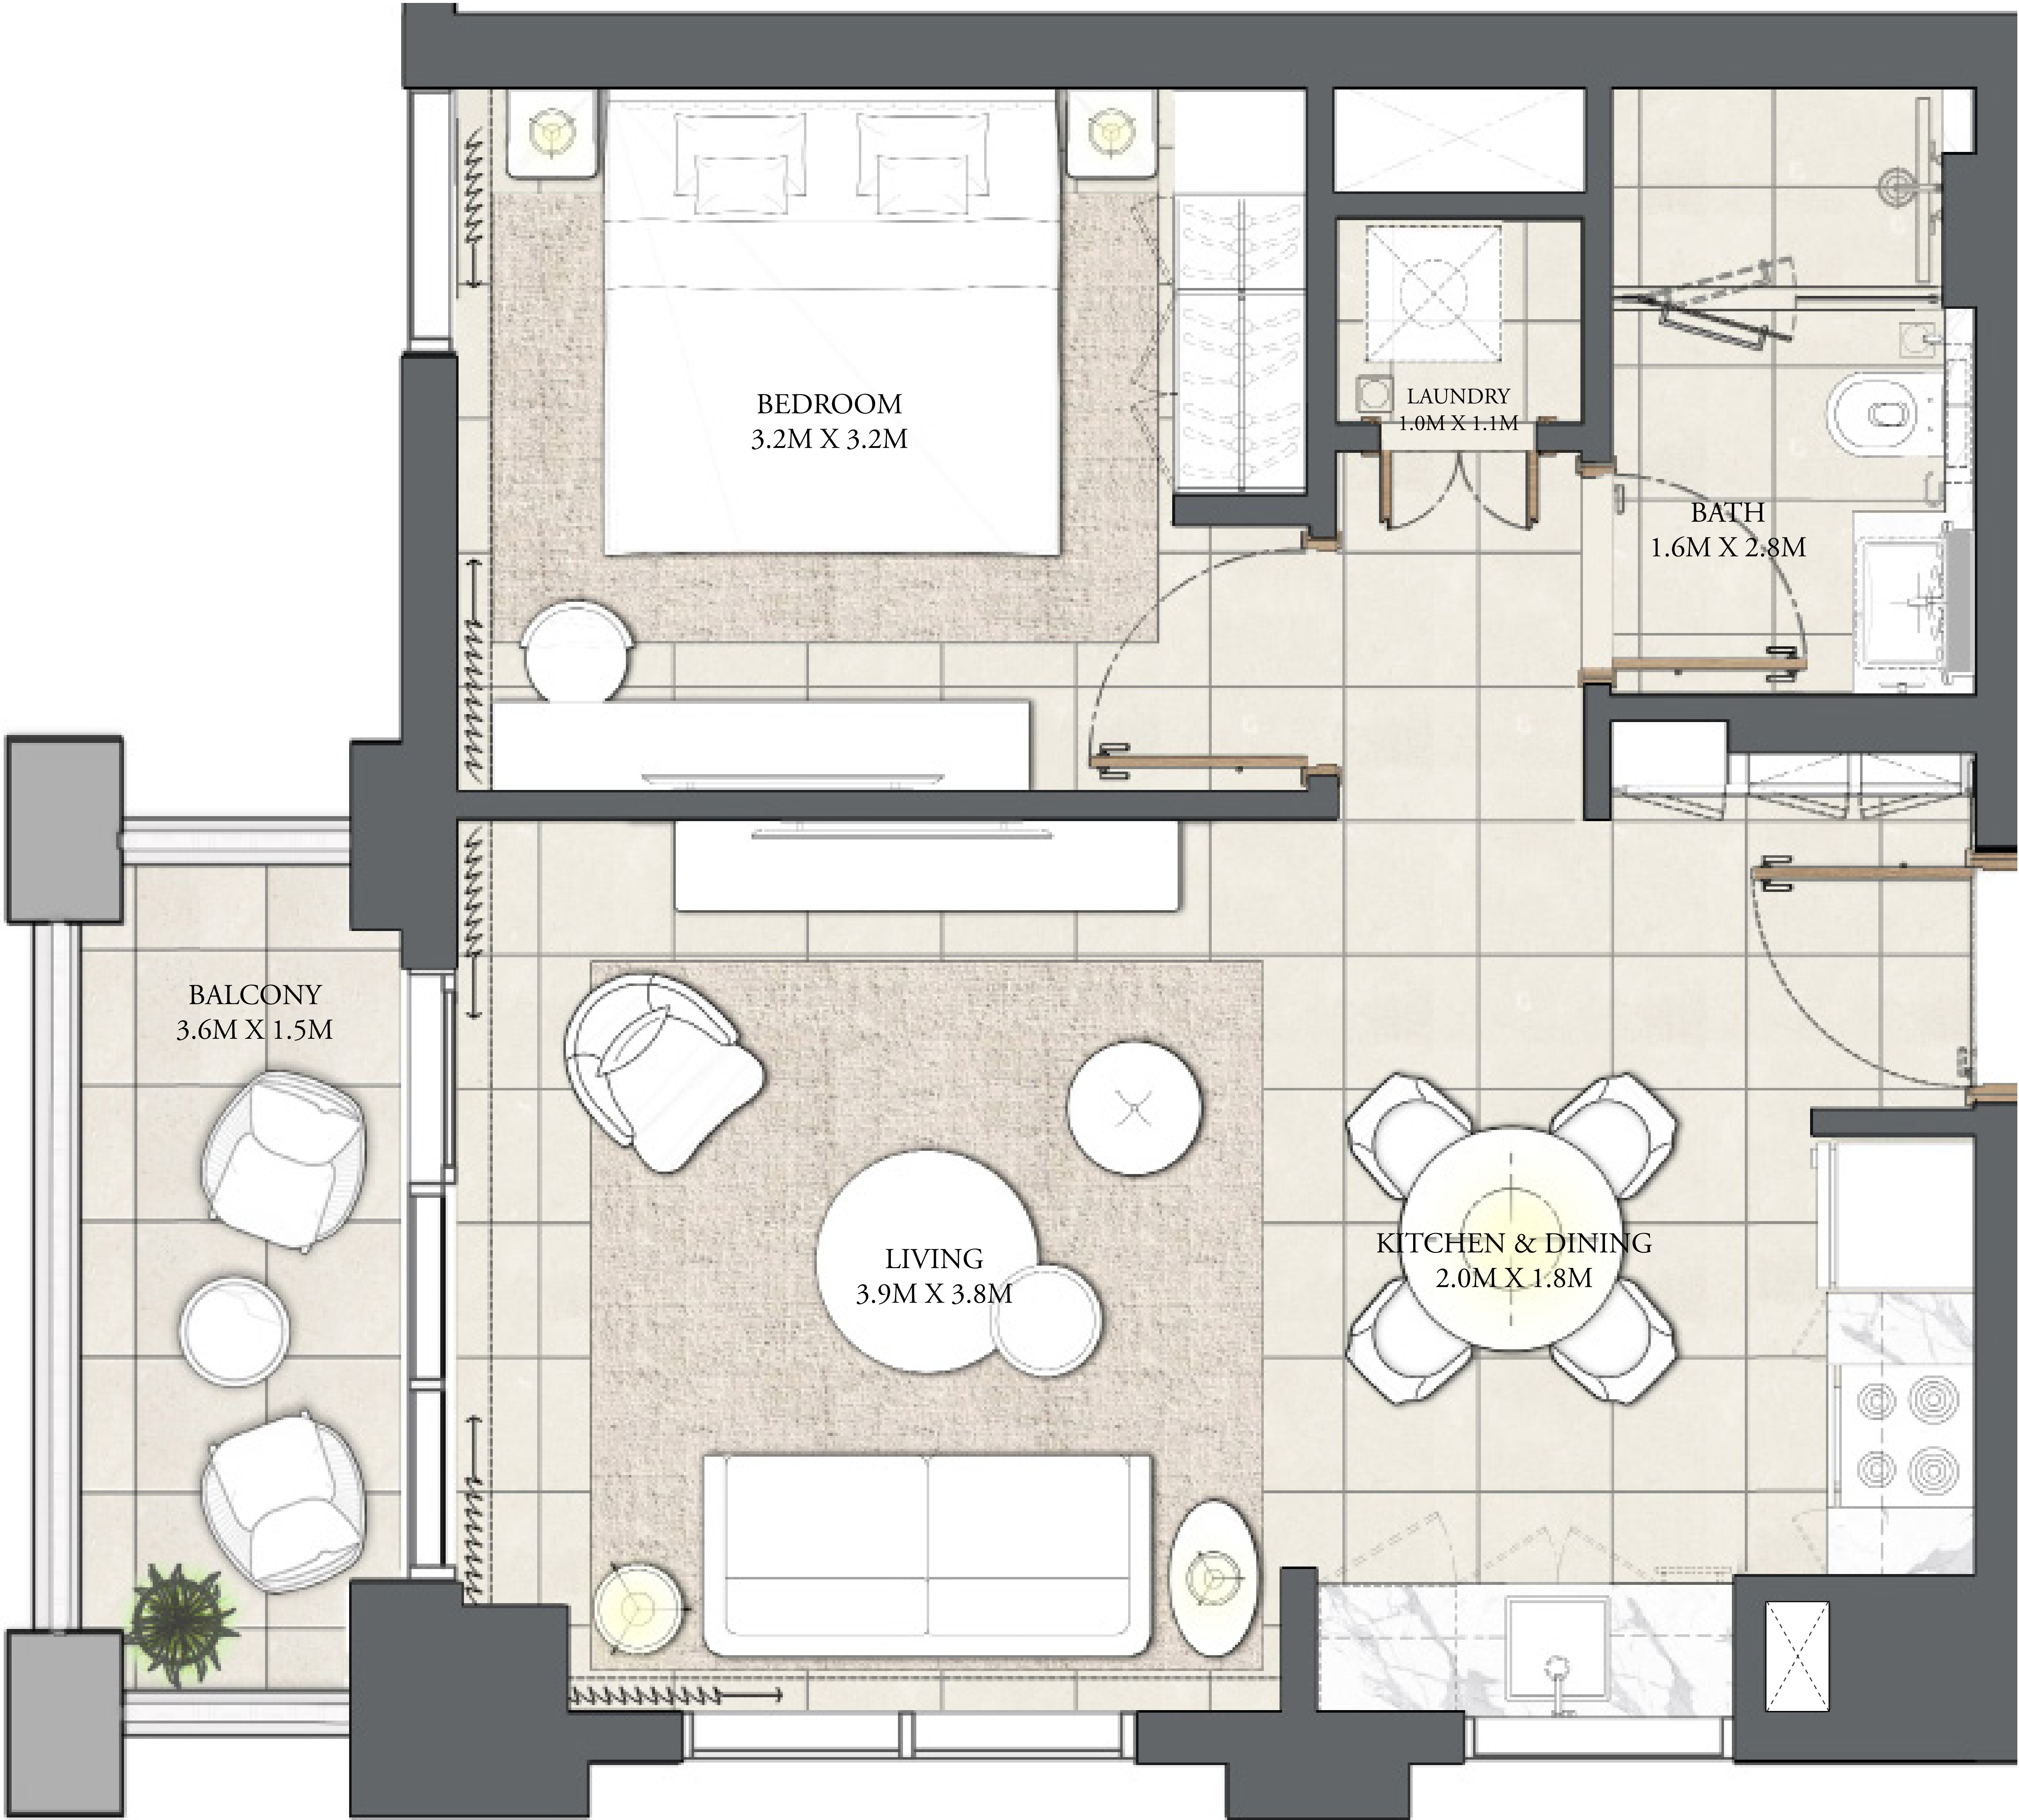 BEDROOM
3.2M X 3.2M
LAUNDRY
1.0M X 1.1M
BATH
1.6M X 2.8M
BALCONY
3.6M X 1.5M
LIVING
3.9M X 3.8M
KITCHEN & DINING
2.0M X 1.8M